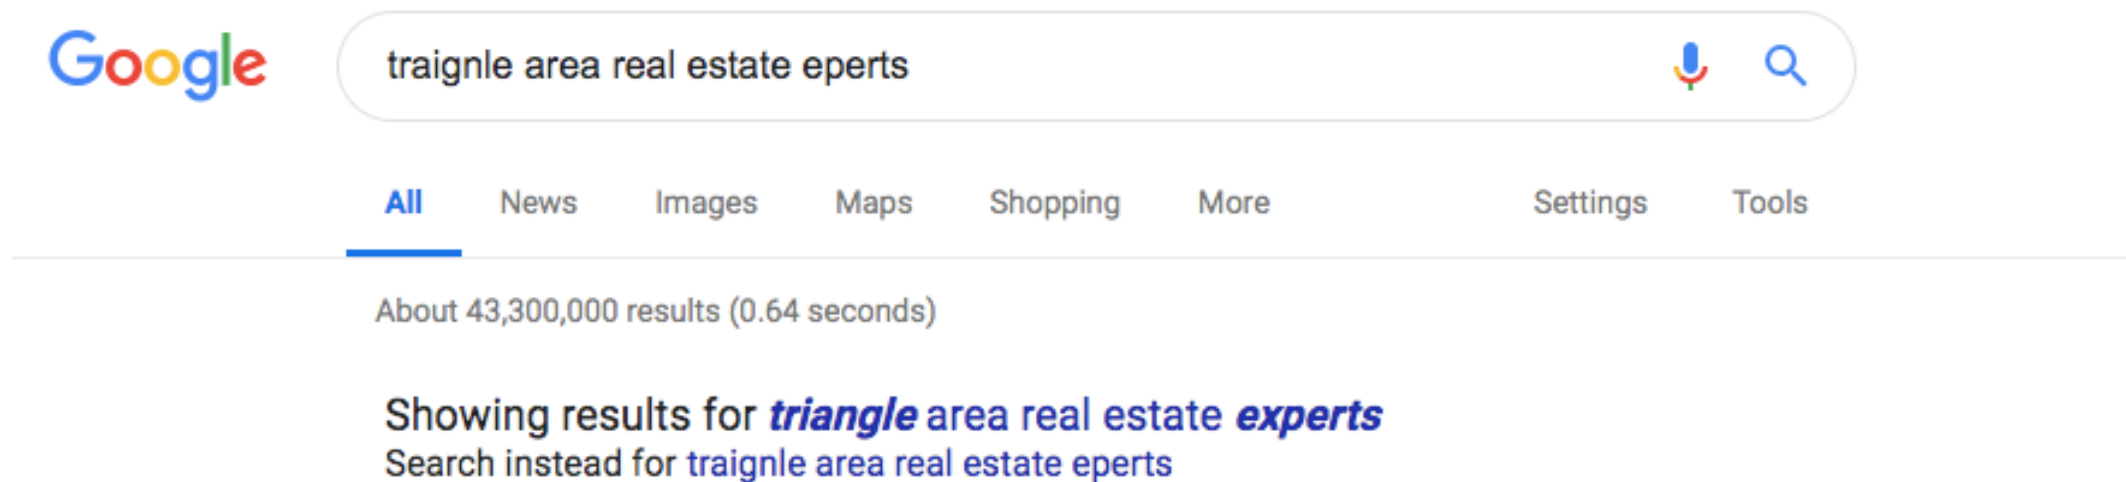 Google traignle area real estate eperts
All News Images Maps Shopping More Settings Tools
About 43,300,000 results (0.64 seconds)
Showing results for triangle area real estate experts
Search instead for traignle area real estate eperts